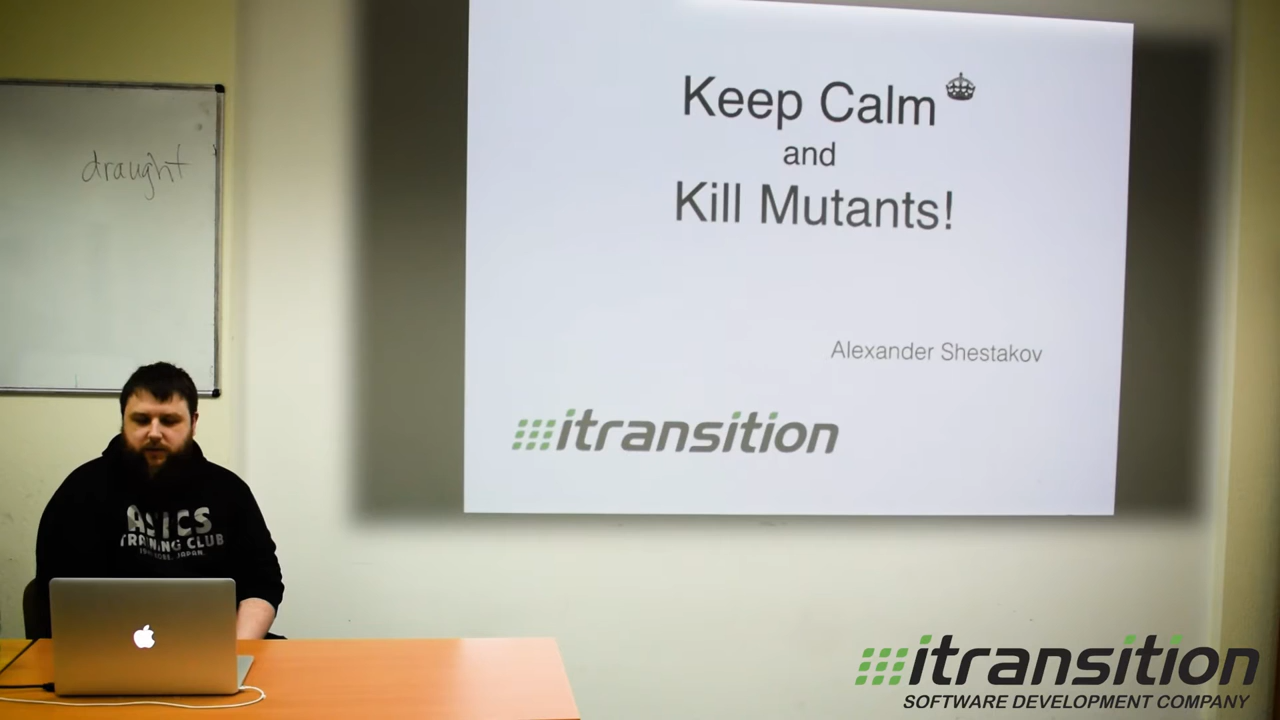 draught
Keep Calm
and
Kill Mutants!
Alexander Shestakov
itransition
ASICS
TRAINING CLUB
itransition
SOFTWARE DEVELOPMENT COMPANY